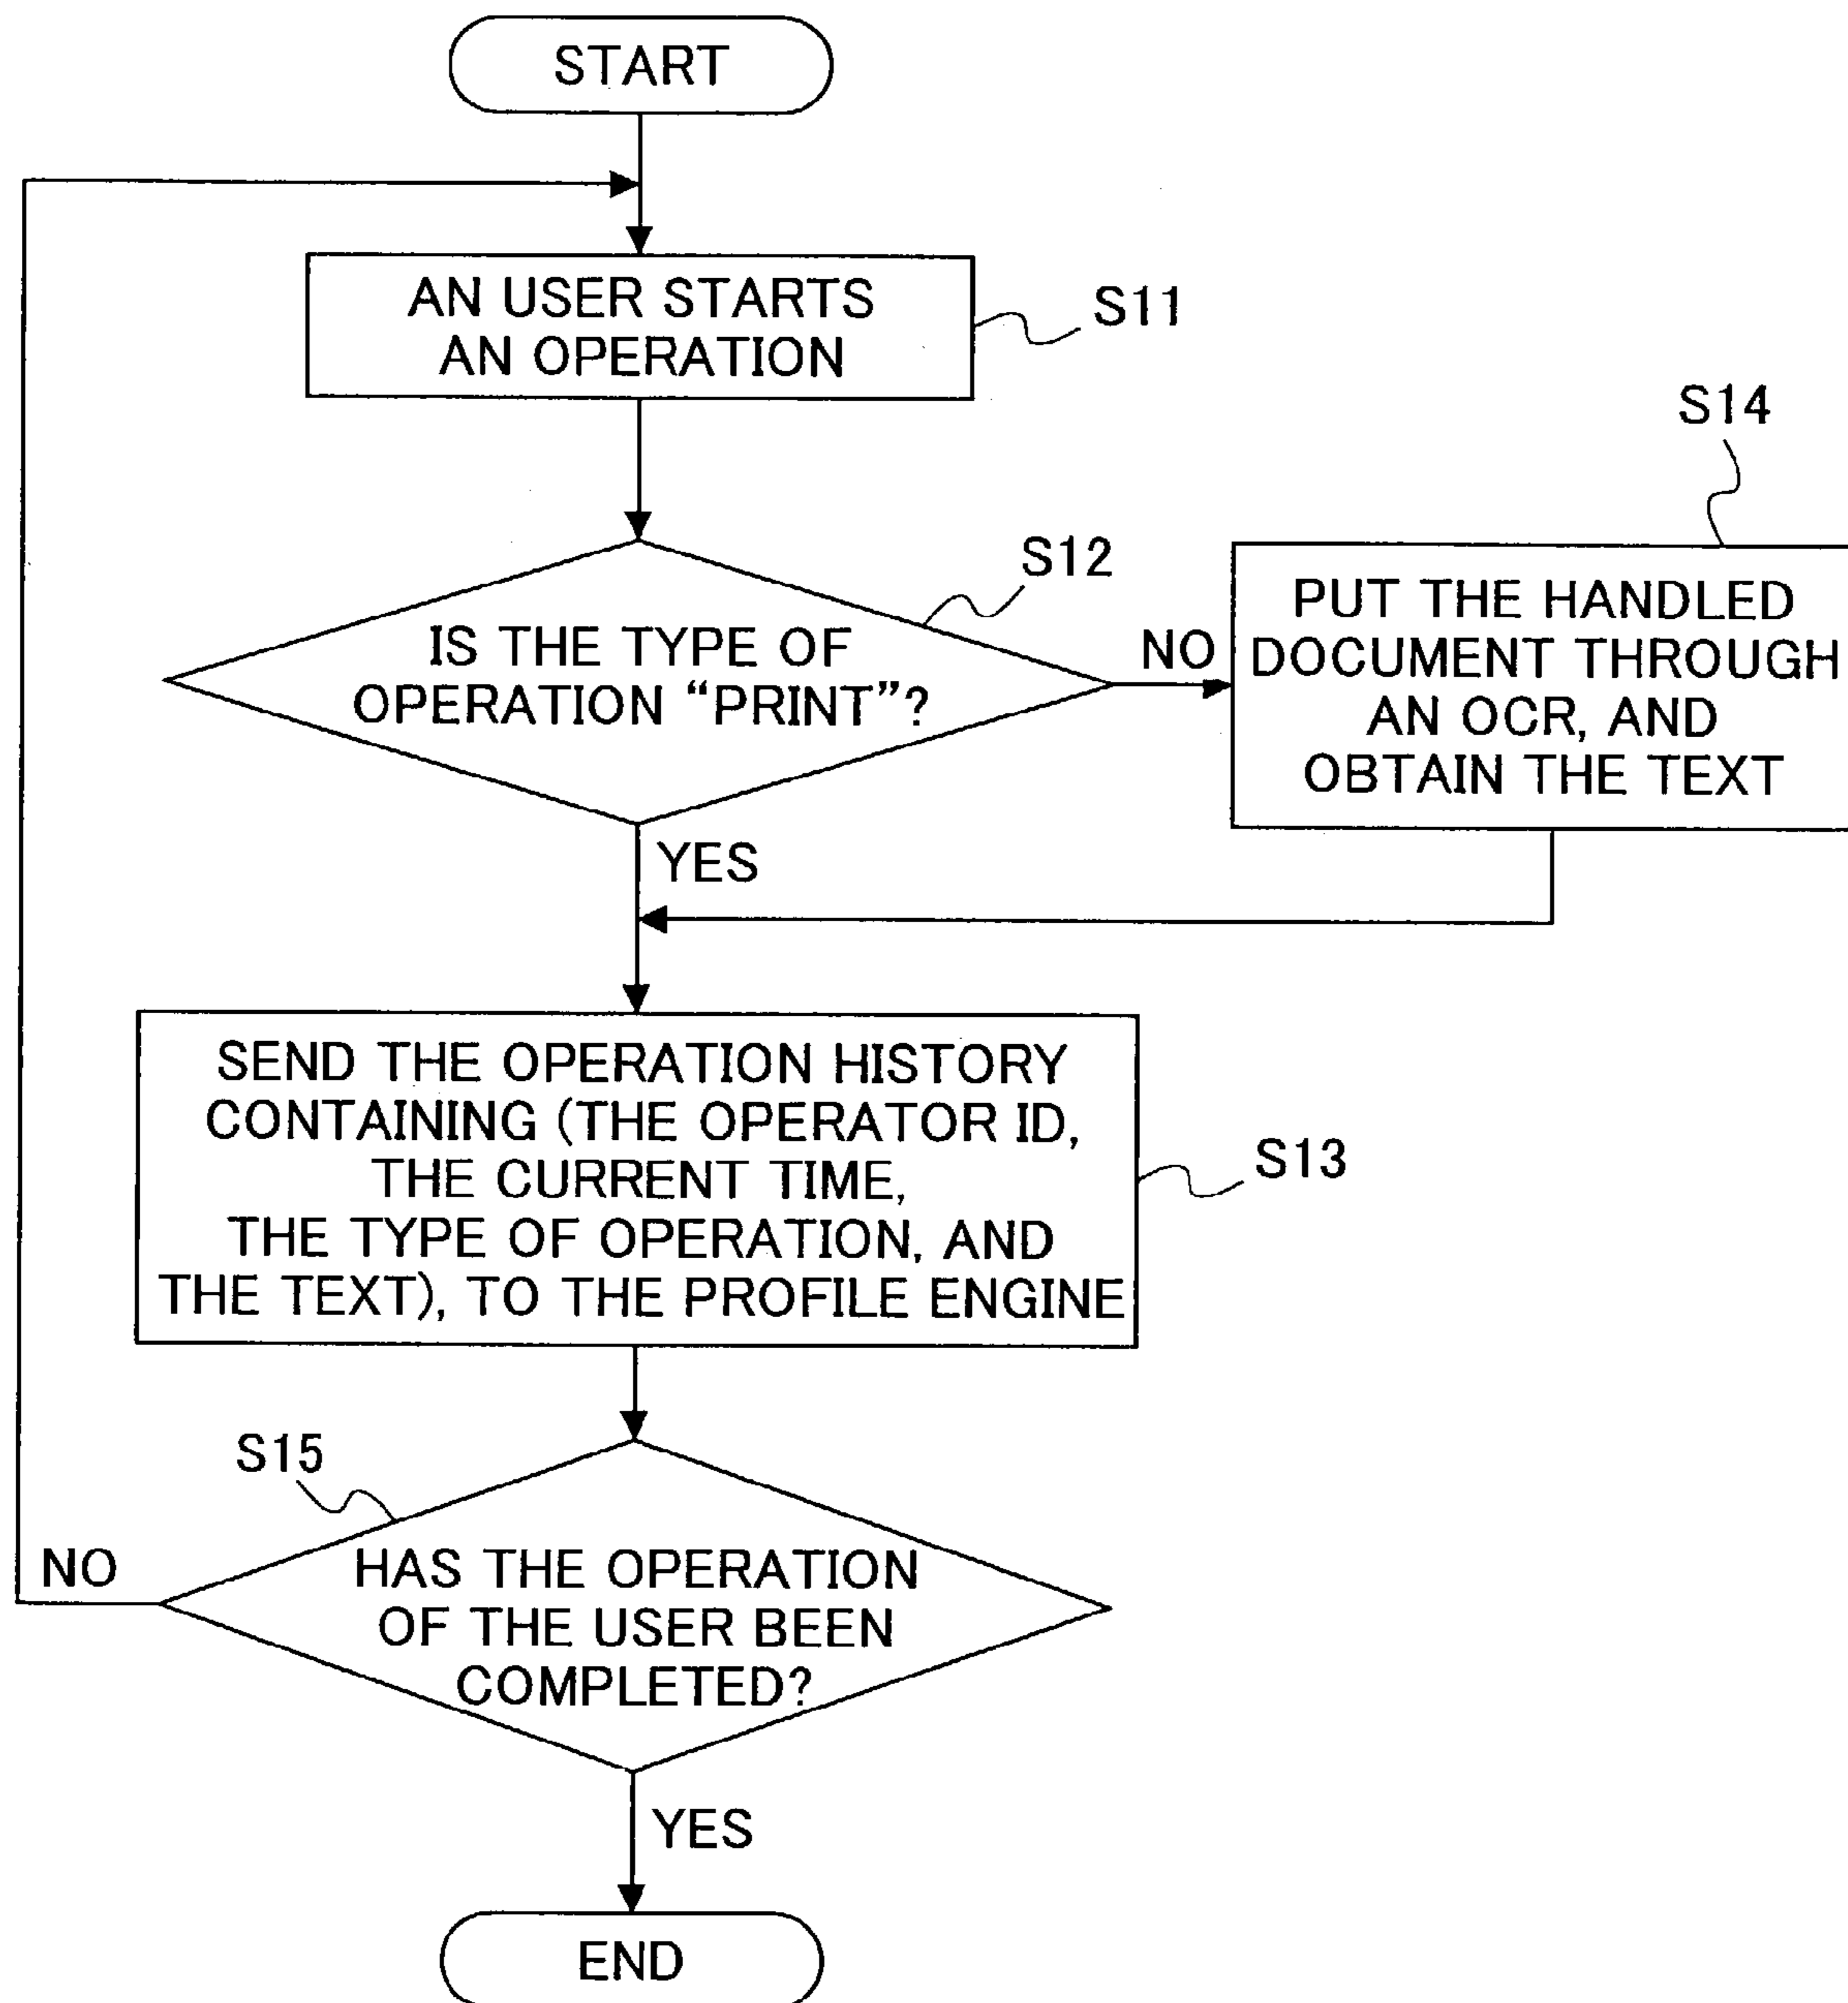 START
AN USER STARTS
AN OPERATION
S11
S12
IS THE TYPE OF
OPERATION “PRINT”?
NO
S14
PUT THE HANDLED
DOCUMENT THROUGH
AN OCR, AND
OBTAIN THE TEXT
YES
SEND THE OPERATION HISTORY
CONTAINING (THE OPERATOR ID,
THE CURRENT TIME,
THE TYPE OF OPERATION, AND
THE TEXT), TO THE PROFILE ENGINE
S13
S15
NO
HAS THE OPERATION
OF THE USER BEEN
COMPLETED?
YES
END